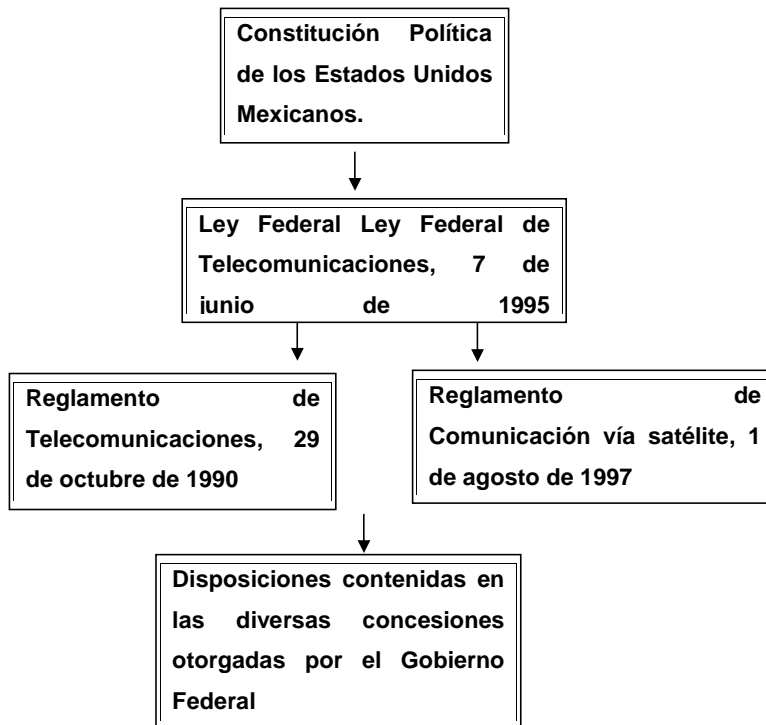 Constitución Política
de los Estados Unidos
Mexicanos.
Ley Federal Ley Federal de
Telecomunicaciones, 7 de
junio de 1995
Reglamento de
Telecomunicaciones, 29
de octubre de 1990
Reglamento de
Comunicación vía satélite, 1
de agosto de 1997
Disposiciones contenidas en
las diversas concesiones
otorgadas por el Gobierno
Federal